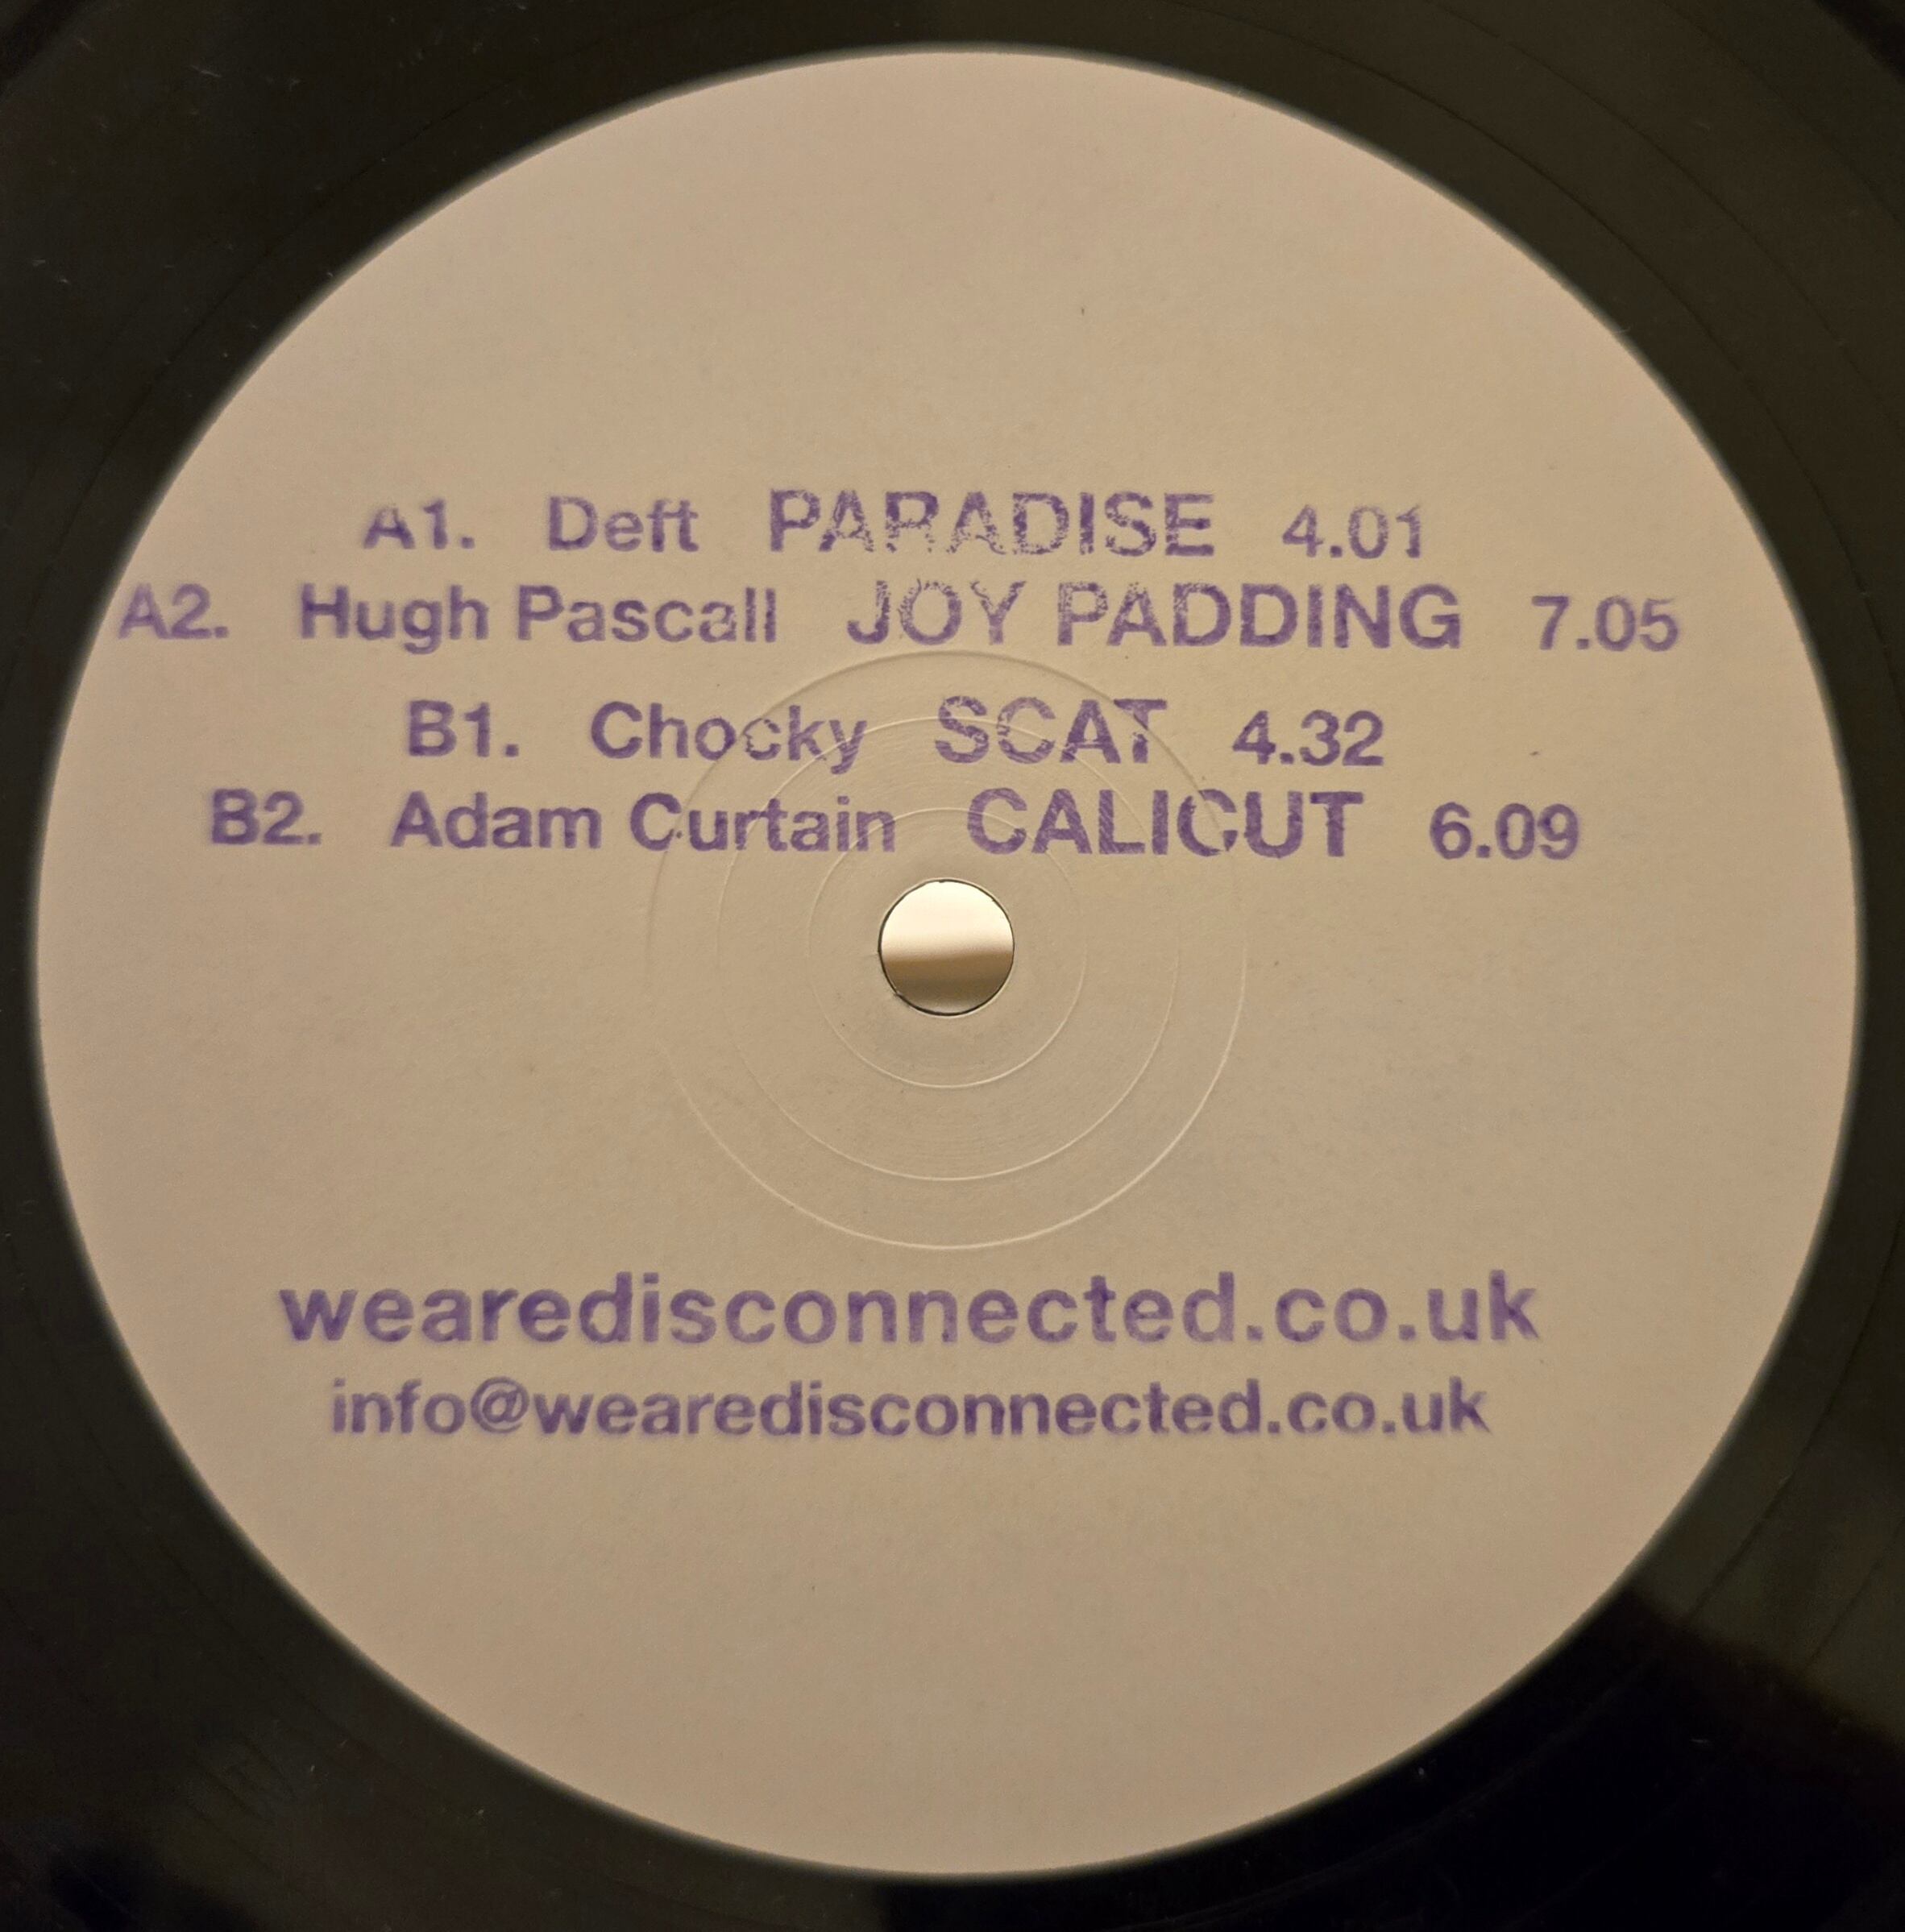 A1. Deft PARADISE 4.01
A2. Hugh Pascall JOY PADDING 7.05
B1. Chocky SCAT 4.32
B2. Adam Curtain CALICUT 6.09
wearedisconnected.co.uk
info@wearedisconnected.co.uk